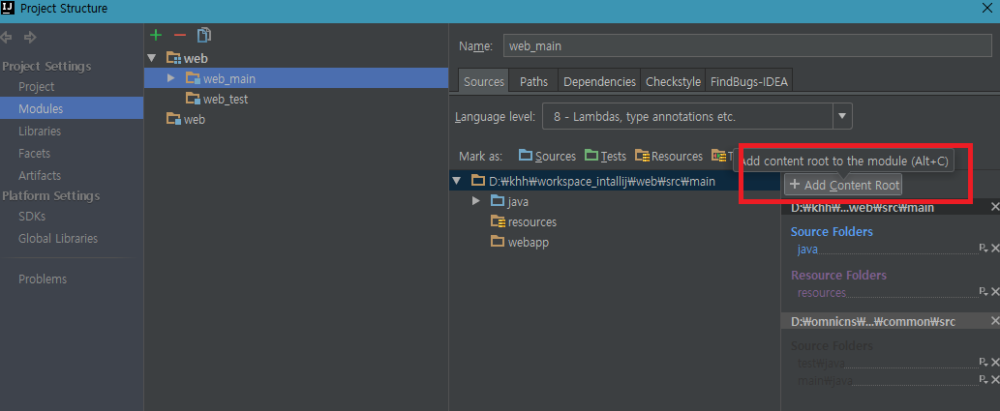 IJ Project Structure
Project Settings
Project
Modules
Libraries
Facets
Artifacts
Platform Settings
SDKs
Global Libraries
Problems
web
web_main
web_test
web
Name: web_main
Sources Paths Dependencies Checkstyle FindBugs-IDEA
Language level: 8 - Lambdas, type annotations etc.
Mark as: Sources Tests Resources T
Add content root to the module (Alt+C)
D:₩khh₩workspace_intallij₩web₩src₩main
java
resources
webapp
+ Add Content Root
D:₩khh₩...web₩src₩main
Source Folders
java
Resource Folders
resources
D:₩omnicns₩...₩common₩src
Source Folders
test₩java
main₩java